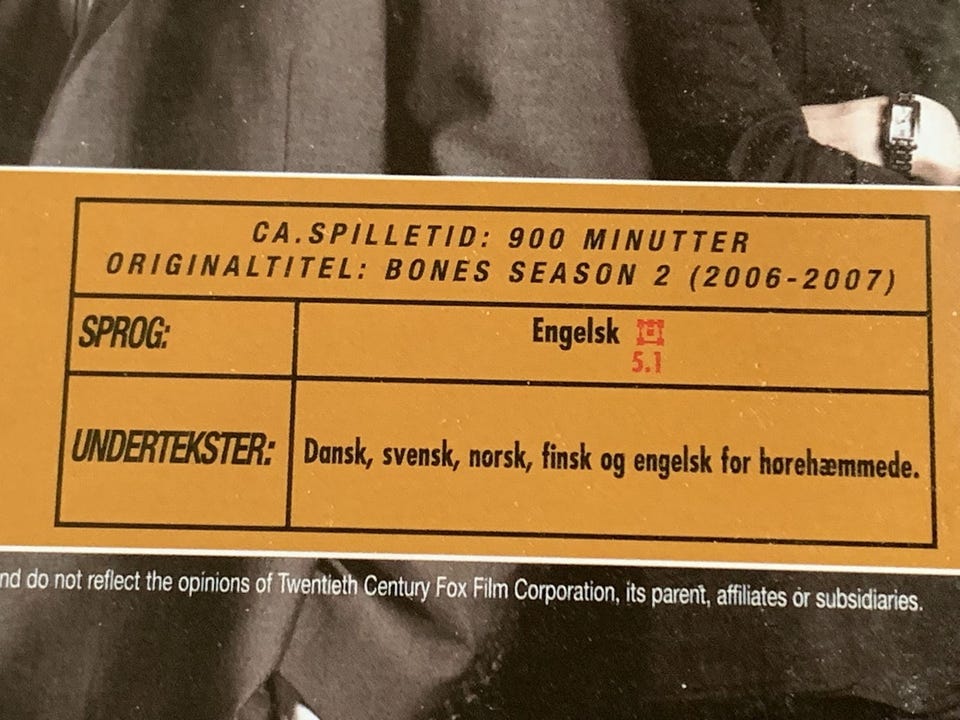 CA.SPILLETID: 900 MINUTTER
ORIGINALTITEL: BONES SEASON 2 (2006-2007)
SPROG:
Engelsk
5.1
UNDERTEKSTER:
Dansk, svensk, norsk, finsk og engelsk for hørehæmmede.
nd do not reflect the opinions of Twentieth Century Fox Film Corporation, its parent, affiliates or subsidiaries.